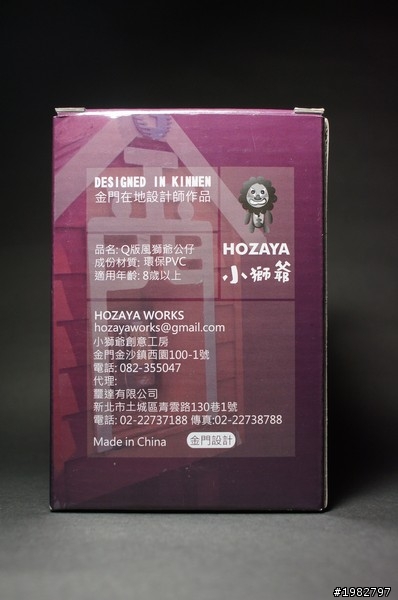 DESIGNED IN KINMEN
金門在地設計師作品
HOZAYA
小獅爺
品名: Q版風獅爺公仔
成份材質: 環保PVC
適用年齡: 8歲以上
HOZAYA WORKS
hozayaworks@gmail.com
小獅爺創意工房
金門金沙鎮西園100-1號
電話: 082-355047
代理:
疆達有限公司
新北市土城區青雲路130巷1號
電話: 02-22737188 傳真:02-22738788
Made in China
金門設計
#1982797